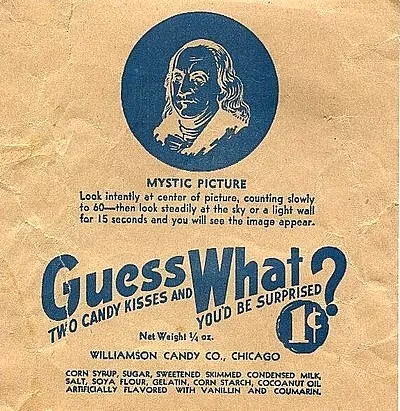 MYSTIC PICTURE
Look intently at center of picture, counting slowly
to 60—then look steadily at the sky or a light wall
for 15 seconds and you will see the image appear.
Guess What?
TWO CANDY KISSES AND YOU'D BE SURPRISED
1¢
Net Weight ¼ oz.
WILLIAMSON CANDY CO., CHICAGO
CORN SYRUP, SUGAR, SWEETENED SKIMMED CONDENSED MILK,
SALT, SOYA FLOUR, GELATIN, CORN STARCH, COCOANUT OIL
ARTIFICIALLY FLAVORED WITH VANILLIN AND COUMARIN.